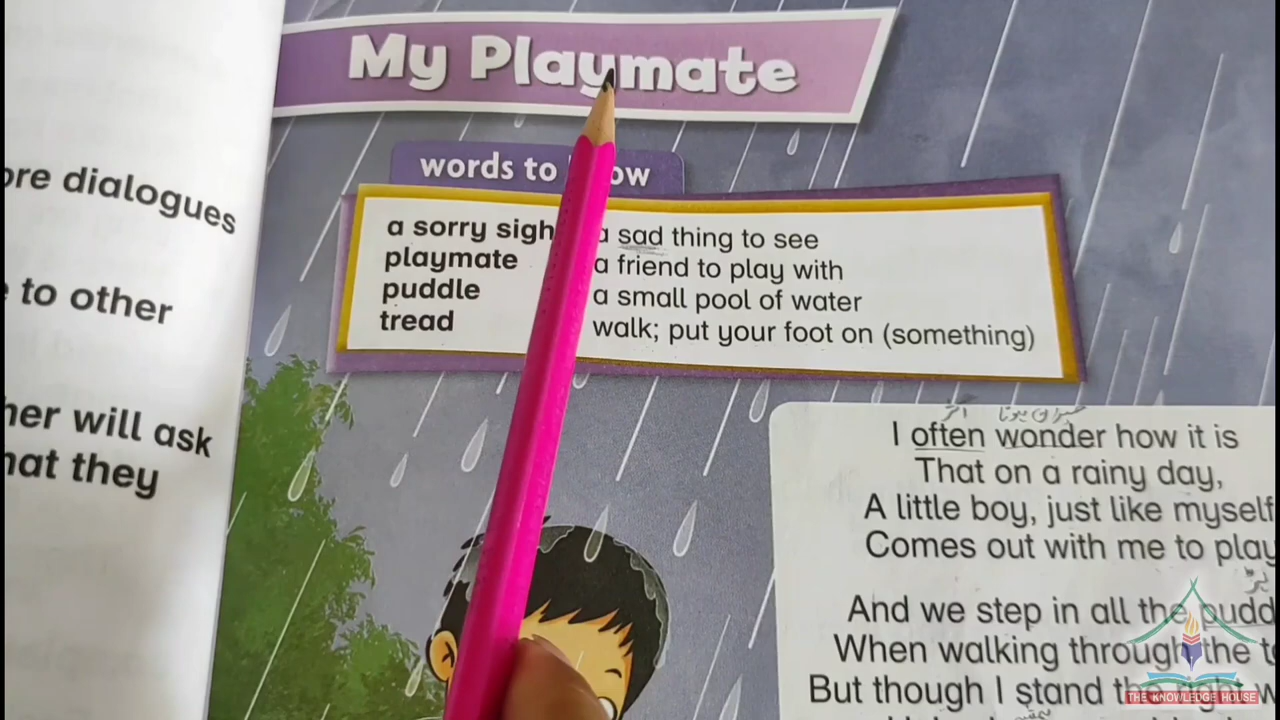 My Playmate
words to
a sorry a sad thing to see
playmate a friend to play with
puddle a small pool of water
tread walk; put your foot on (something)
I often wonder how it is
That on a rainy day,
A little boy, just like myself
Comes out with me to play
And we step in all the
When walking through the
But though I stand the
ore dialogues
to other
will ask
they
THE KNOWLEDGE HOUSE